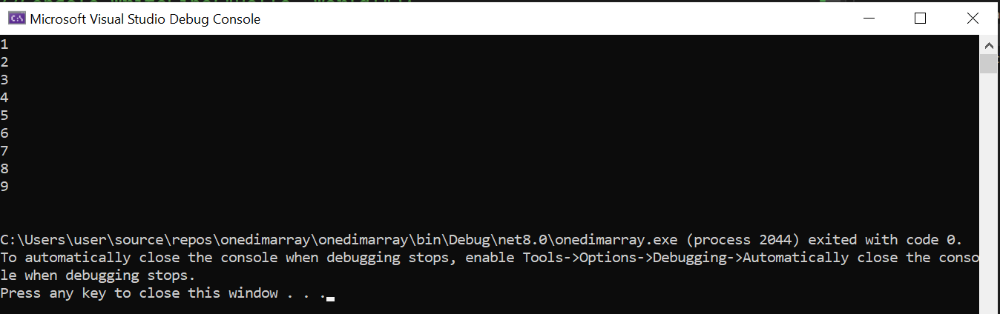 Microsoft Visual Studio Debug Console
1
2
3
4
5
6
7
8
9
C:\Users\user\source\repos\onedimarray\onedimarray\bin\Debug\net8.0\onedimarray.exe (process 2044) exited with code 0.
To automatically close the console when debugging stops, enable Tools->Options->Debugging->Automatically close the conso
le when debugging stops.
Press any key to close this window . . .